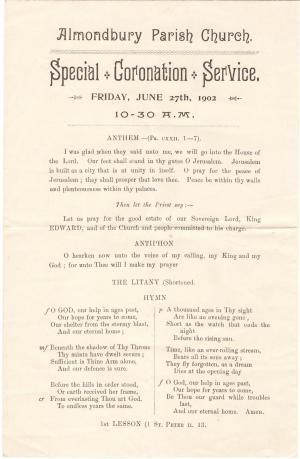 Almondbury Parish Church.
Special Coronation Service.
FRIDAY, JUNE 27th, 1902
10-30 A.M.
ANTHEM—(Ps. CXXII. 1—7).
I was glad when they said unto me, we will go into the House of
the Lord. Our feet shall stand in thy gates O Jerusalem. Jerusalem
is built as a city that is at unity in itself. O pray for the peace of
Jerusalem; they shall prosper that love thee. Peace be within thy walls
and plenteousness within thy palaces.
Then let the Priest say:—
Let us pray for the good estate of our Sovereign Lord, King
EDWARD, and of the Church and people committed to his charge.
ANTIPHON
O hearken now unto the voice of my calling, my King and my
God; for unto Thou will I make my prayer
THE LITANY (Shortened.
HYMN
f O GOD, our help in ages past,
Our hope for years to come,
Our shelter from the stormy blast,
And our eternal home;
mf Beneath the shadow of Thy Throne
Thy saints have dwelt secure;
Sufficient is Thine Arm alone,
And our defence is sure.
Before the hills in order stood,
Or earth received her frame,
cr From everlasting Thou art God.
To endless years the same.
p A thousand ages in Thy sight
Are like an evening gone,
Short as the watch that ends the
night
Before the rising sun.
Time, like an ever-rolling stream,
Bears all its sons away;
They fly forgotten, as a dream
Dies at the opening day
f O God, our help in ages past,
Our hope for years to come,
Be Thou our guard while troubles
last,
And our eternal home. Amen.
1st LESSON (1 St. Peter II. 13.